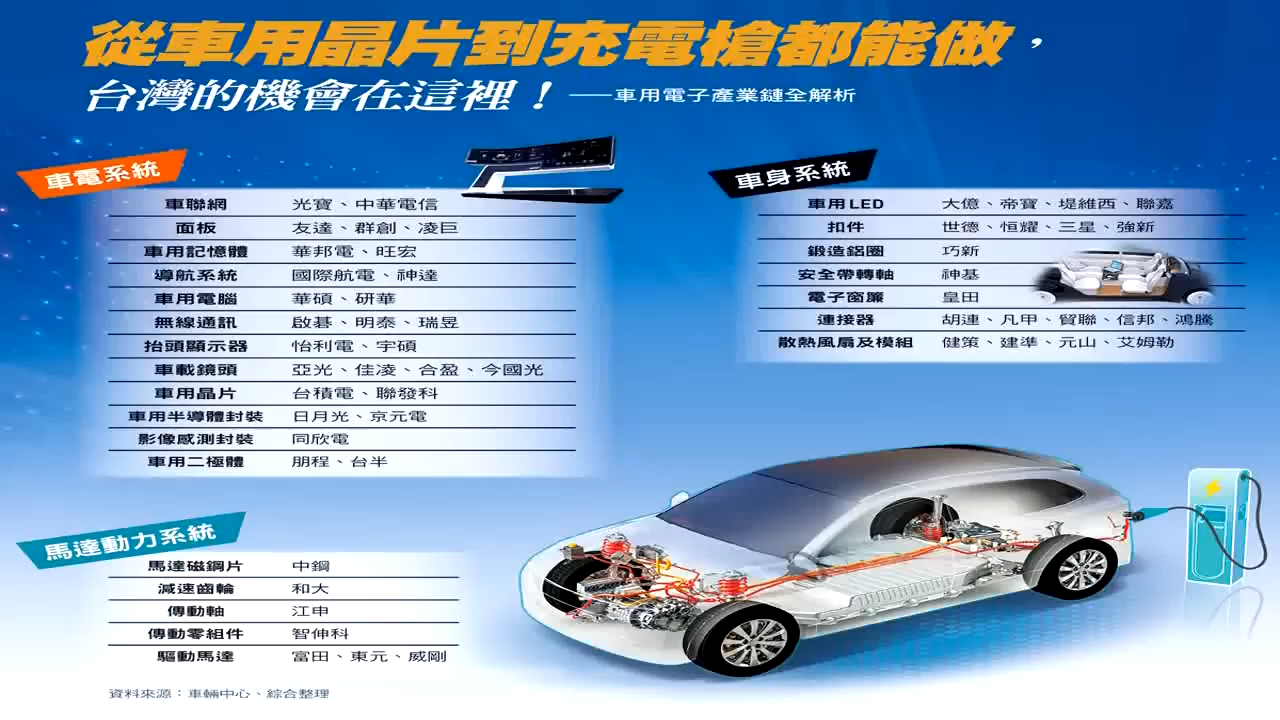 從車用晶片到充電槍都能做，
台灣的機會在這裡！——車用電子產業鏈全解析
車電系統
車聯網 光寶、中華電信
面板 友達、群創、凌巨
車用記憶體 華邦電、旺宏
導航系統 國際航電、神達
車用電腦 華碩、研華
無線通訊 啟碁、明泰、瑞昱
抬頭顯示器 怡利電、宇碩
車載鏡頭 亞光、佳凌、合盈、今國光
車用晶片 台積電、聯發科
車用半導體封裝 日月光、京元電
影像感測封裝 同欣電
車用二極體 朋程、台半
車身系統
車用LED 大億、帝寶、堤維西、聯嘉
扣件 世德、恒耀、三星、強新
鍛造鋁圈 巧新
安全帶轉軸 神基
電子窗簾 皇田
連接器 胡連、凡甲、貿聯、信邦、鴻騰
散熱風扇及模組 健策、建準、元山、艾姆勒
馬達動力系統
馬達磁鋼片 中鋼
減速齒輪 和大
傳動軸 江申
傳動零組件 智伸科
驅動馬達 富田、東元、威剛
資料來源：車輛中心、綜合整理